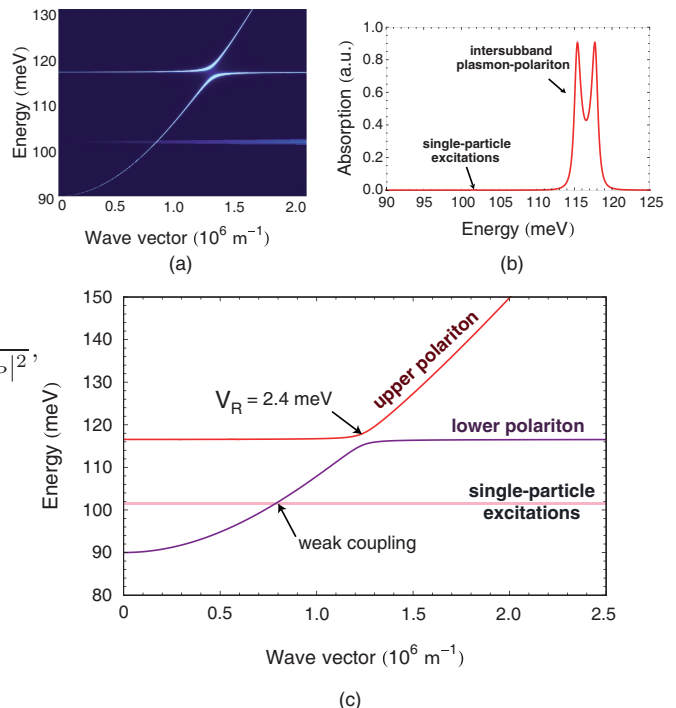 130
120
110
100
90
Energy (meV)
0
0.5
1.0
1.5
2.0
Wave vector (10⁶ m⁻¹)
(a)
1.0
0.8
0.6
0.4
0.2
0.0
Absorption (a.u.)
intersubband
plasmon-polariton
single-particle
excitations
90
95
100
105
110
115
120
125
Energy (meV)
(b)
|²,
150
140
130
120
110
100
90
80
Energy (meV)
upper polariton
V_R = 2.4 meV
lower polariton
single-particle
excitations
weak coupling
0
0.5
1.0
1.5
2.0
2.5
Wave vector (10⁶ m⁻¹)
(c)